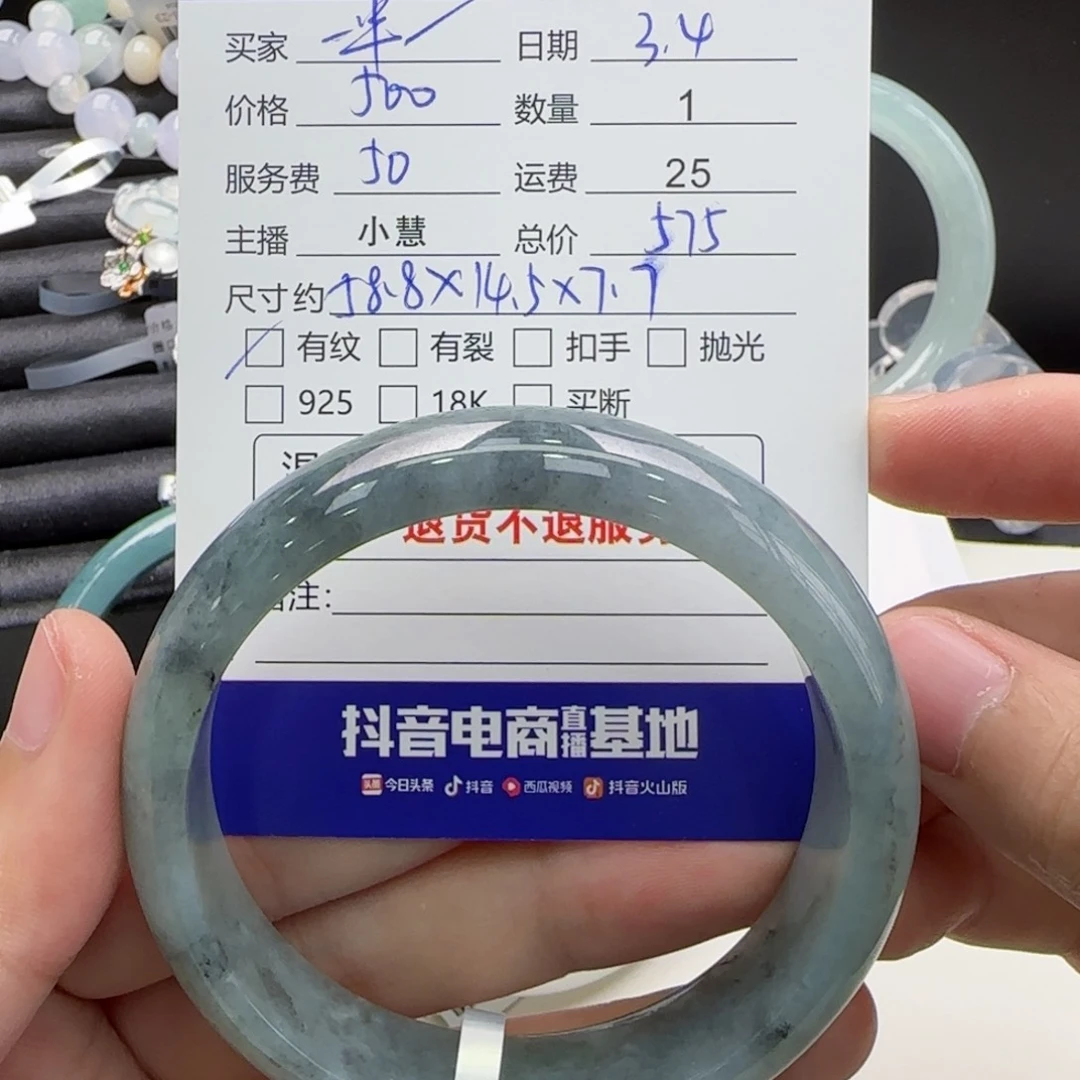 买家 日期 3.4
价格 500 数量 1
服务费 50 运费 25
主播 小慧 总价 575
尺寸约 58.8×14.5×7.7
有纹 有裂 扣手 抛光
925 18K 买断
退货不退服务
备注:
抖音电商直播基地
头条 今日头条 抖音 西瓜视频 抖音火山版